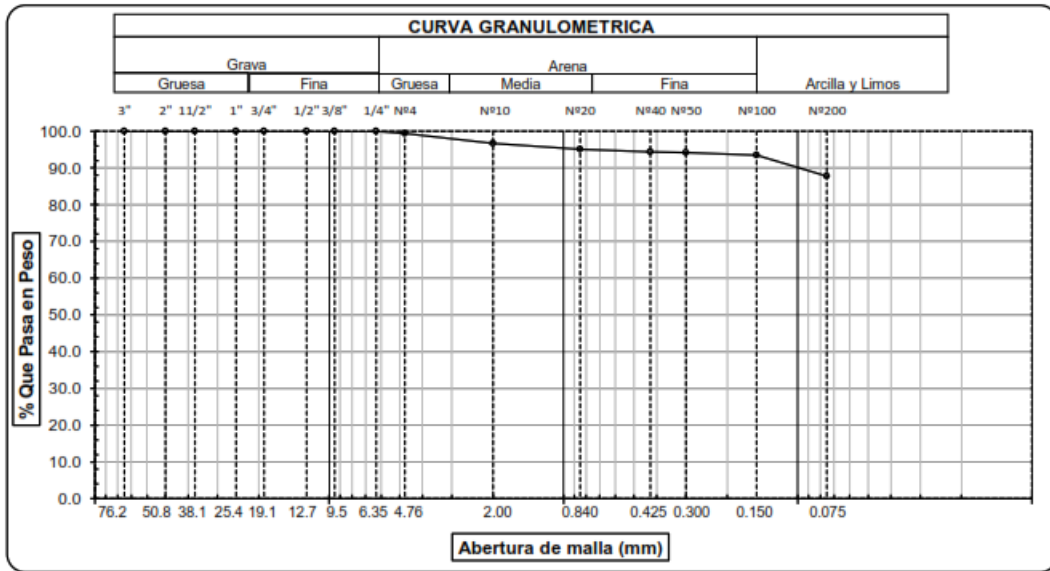 CURVA GRANULOMETRICA
Grava Arena
Gruesa Fina Gruesa Media Fina Arcilla y Limos
3" 2" 11/2" 1" 3/4" 1/2" 3/8" 1/4" Nº4 Nº10 Nº20 Nº40 Nº50 Nº100 Nº200
100.0
90.0
80.0
70.0
60.0
50.0
40.0
30.0
20.0
10.0
0.0
% Que Pasa en Peso
76.2 50.8 38.1 25.4 19.1 12.7 9.5 6.35 4.76 2.00 0.840 0.425 0.300 0.150 0.075
Abertura de malla (mm)